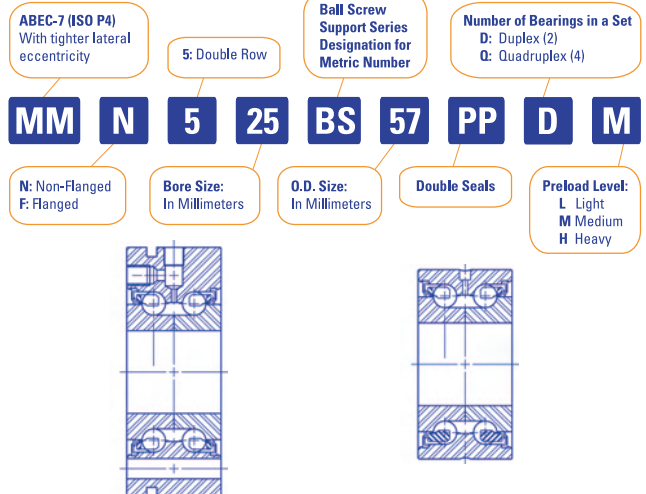 ABEC-7 (ISO P4)
With tighter lateral
eccentricity
5: Double Row
Ball Screw
Support Series
Designation for
Metric Number
Number of Bearings in a Set
D: Duplex (2)
Q: Quadruplex (4)
MM N 5 25 BS 57 PP D M
N: Non-Flanged
F: Flanged
Bore Size:
In Millimeters
O.D. Size:
In Millimeters
Double Seals
Preload Level:
L Light
M Medium
H Heavy